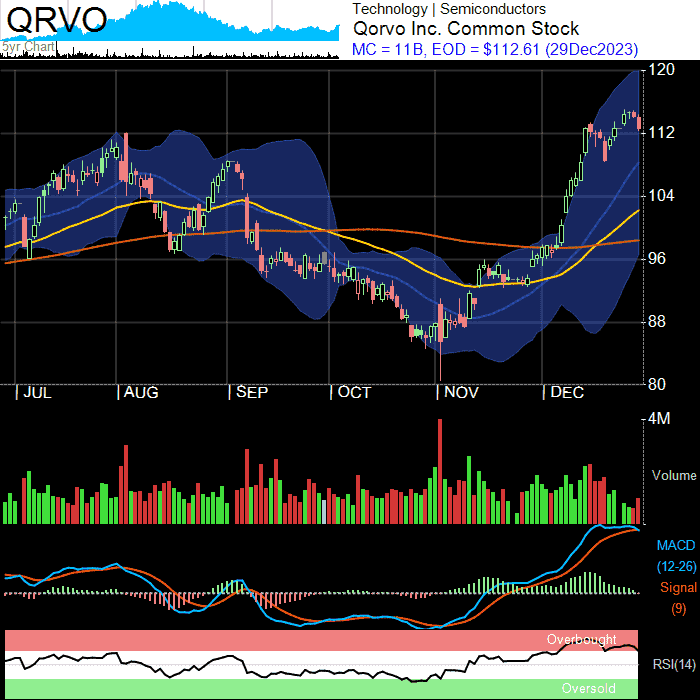 QRVO
5yr Chart
Technology | Semiconductors
Qorvo Inc. Common Stock
MC = 11B, EOD = $112.61 (29Dec2023)
120
112
104
96
88
80
| JUL | AUG | SEP | OCT | NOV | DEC
4M
Volume
MACD
(12-26)
Signal
(9)
Overbought
RSI(14)
Oversold